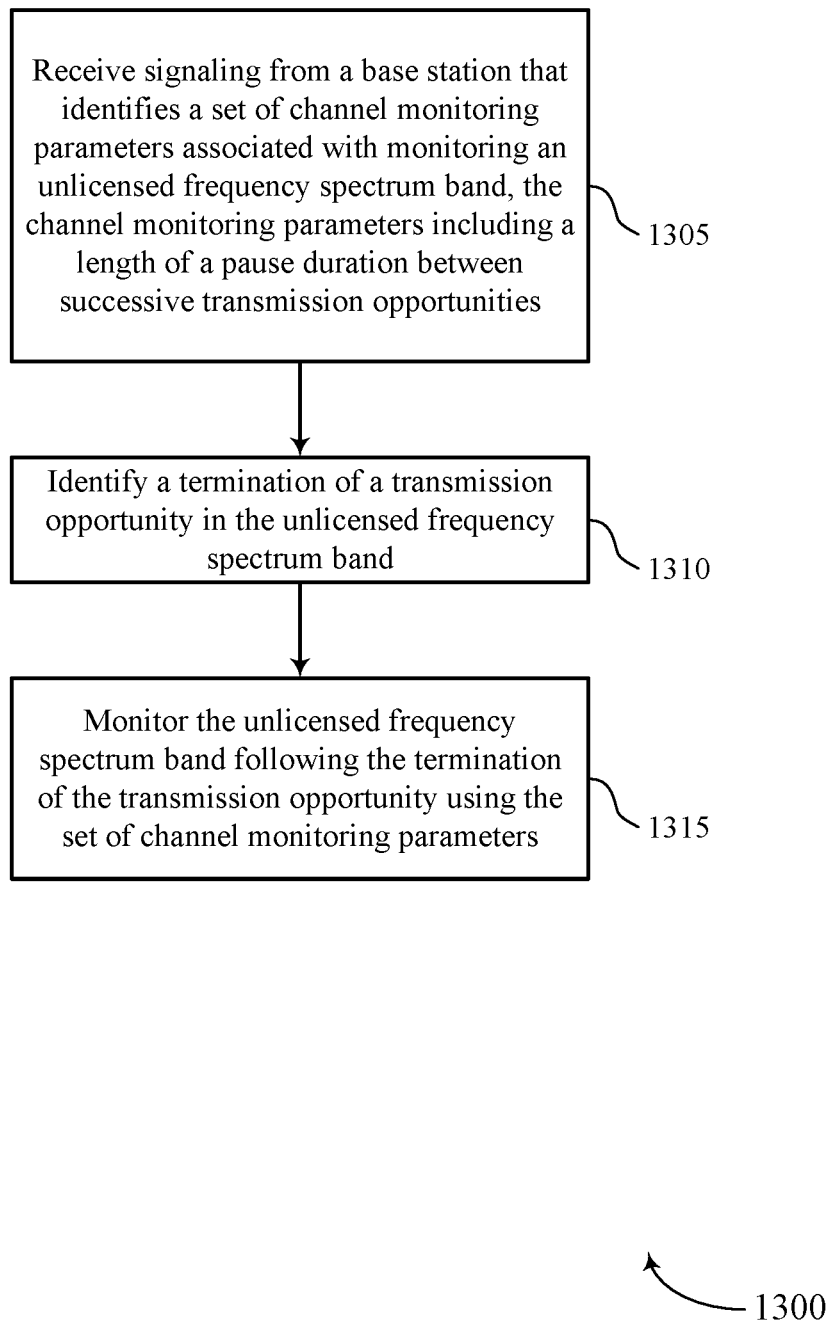 Receive signaling from a base station that
identifies a set of channel monitoring
parameters associated with monitoring an
unlicensed frequency spectrum band, the
channel monitoring parameters including a
length of a pause duration between
successive transmission opportunities
1305
Identify a termination of a transmission
opportunity in the unlicensed frequency
spectrum band
1310
Monitor the unlicensed frequency
spectrum band following the termination
of the transmission opportunity using the
set of channel monitoring parameters
1315
1300